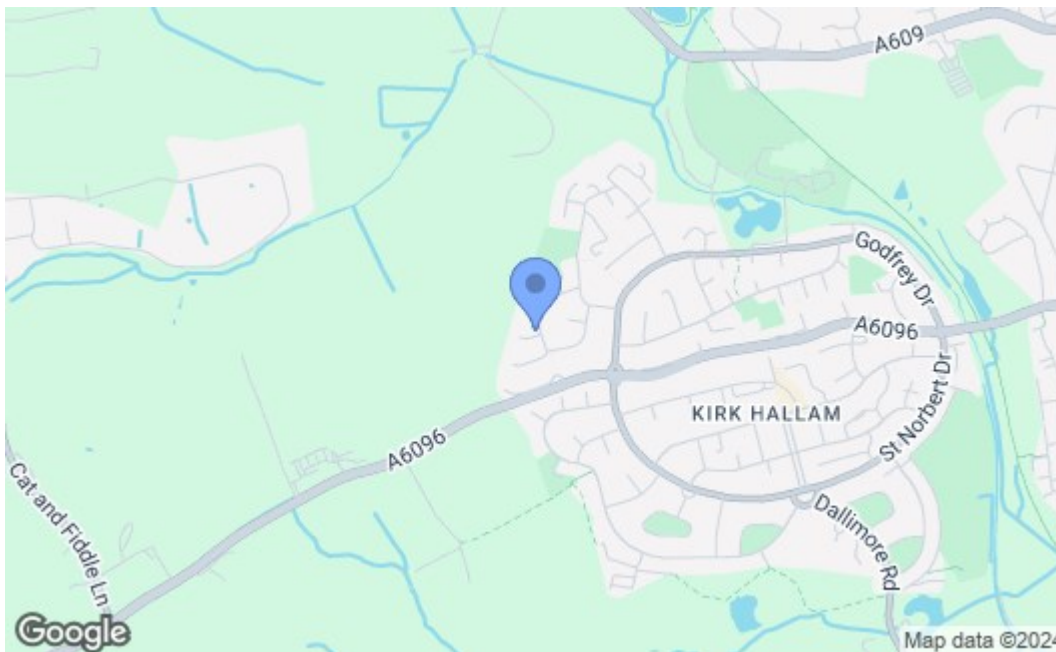 A609
Godfrey Dr
A6096
KIRK HALLAM
St Norbert Dr
A6096
Cat and Fiddle Ln
Dallimore Rd
Google
Map data ©2024